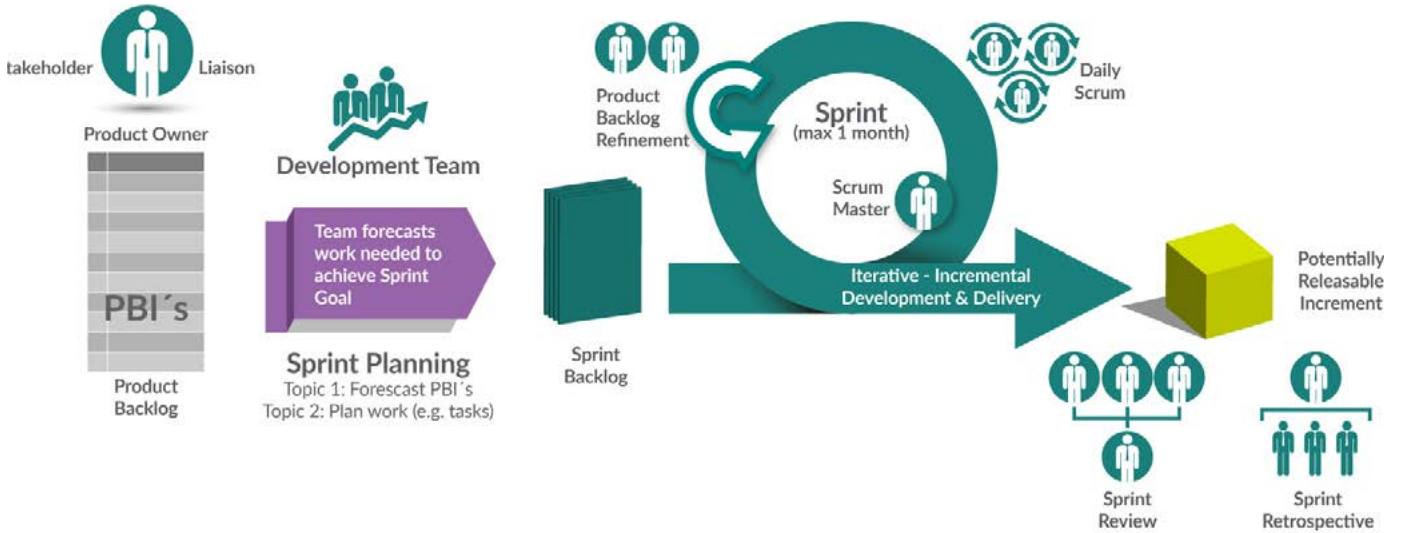 takeholder
Liaison
Product Owner
PBI´s
Product
Backlog
Development Team
Team forecasts
work needed to
achieve Sprint
Goal
Sprint Planning
Topic 1: Forescast PBI´s
Topic 2: Plan work (e.g. tasks)
Sprint
Backlog
Product
Backlog
Refinement
Sprint
(max 1 month)
Scrum
Master
Daily
Scrum
Iterative - Incremental
Development & Delivery
Potentially
Releasable
Increment
Sprint
Review
Sprint
Retrospective